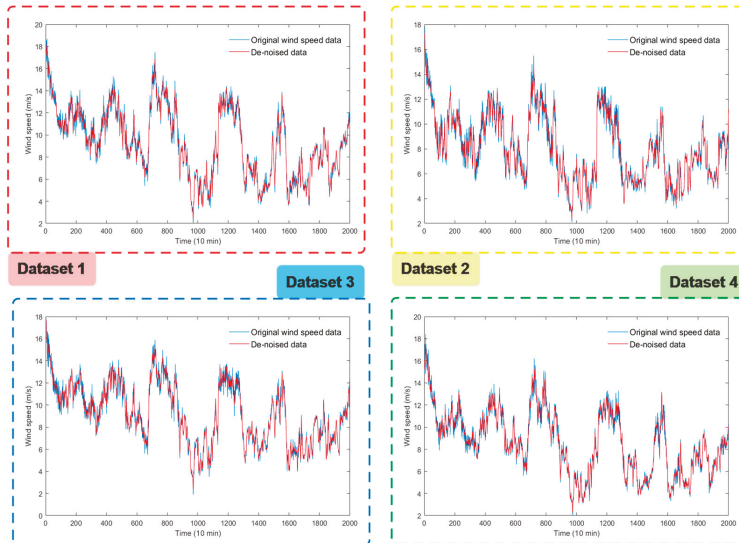 20
18
16
14
12
10
8
6
4
2
Wind speed (m/s)
Original wind speed data
De-noised data
0 200 400 600 800 1000 1200 1400 1600 1800 2000
Time (10 min)
Dataset 1
18
16
14
12
10
8
6
4
2
Wind speed (m/s)
Original wind speed data
De-noised data
0 200 400 600 800 1000 1200 1400 1600 1800 2000
Time (10 min)
Dataset 2
Dataset 3
18
16
14
12
10
8
6
4
2
0
Wind speed (m/s)
Original wind speed data
De-noised data
0 200 400 600 800 1000 1200 1400 1600 1800 2000
Time (10 min)
Dataset 4
20
18
16
14
12
10
8
6
4
2
Wind speed (m/s)
Original wind speed data
De-noised data
0 200 400 600 800 1000 1200 1400 1600 1800 2000
Time (10 min)